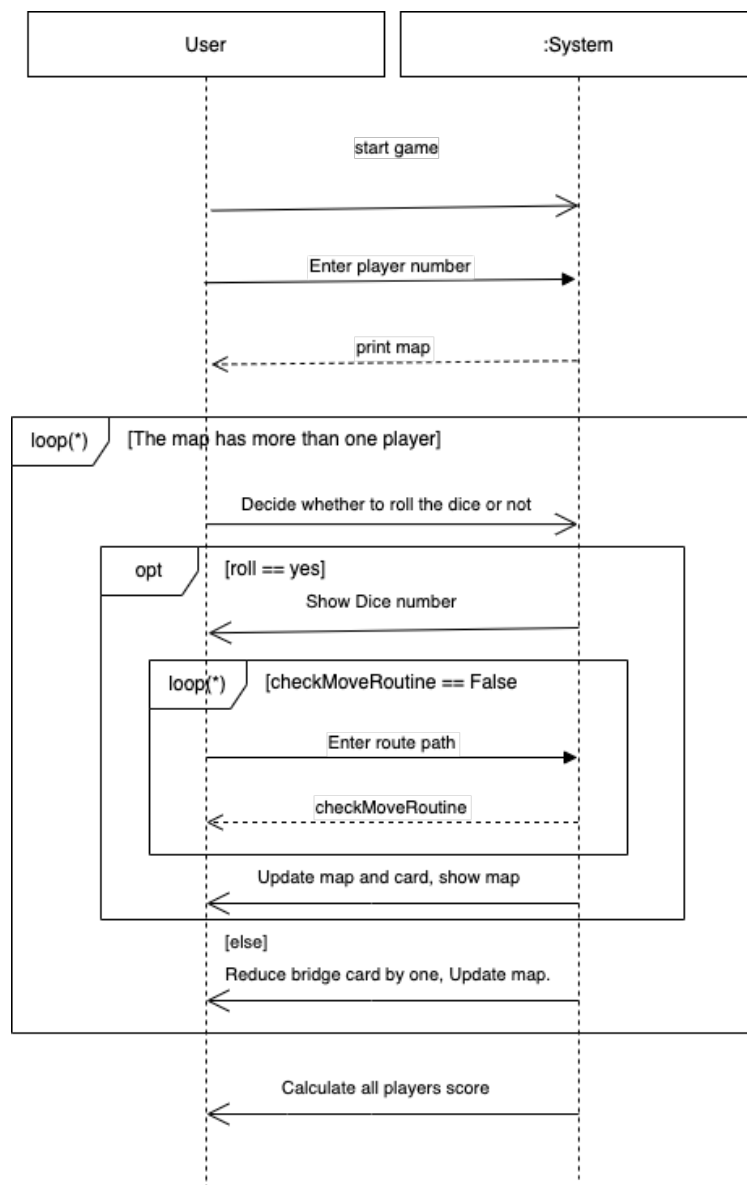 User
:System
start game
Enter player number
print map
loop(*)
[The map has more than one player]
Decide whether to roll the dice or not
opt
[roll == yes]
Show Dice number
loop(*)
[checkMoveRoutine == False
Enter route path
checkMoveRoutine
Update map and card, show map
[else]
Reduce bridge card by one, Update map.
Calculate all players score